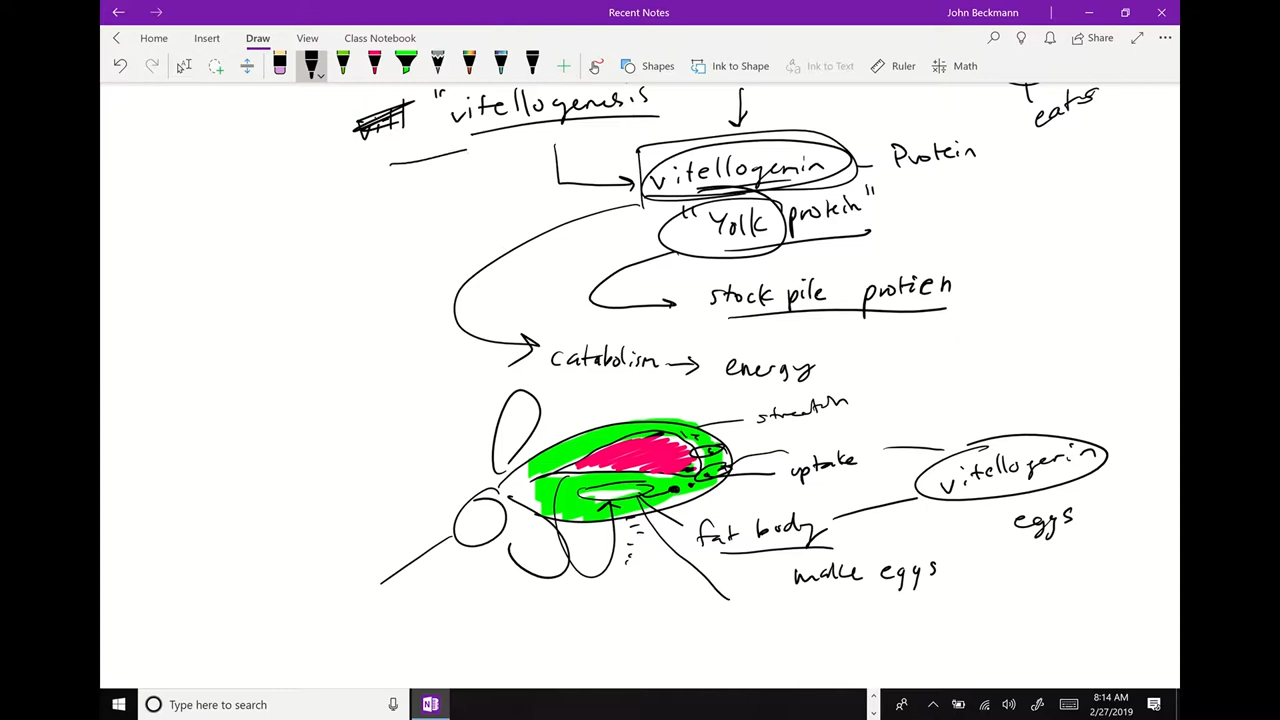 Recent Notes
John Beckmann
Home Insert Draw View Class Notebook
Share
Shapes
Ink to Shape
Ink to Text
Ruler
Math
"vitellogenesis
eats
vitellogenin
Protein
"Yolk protein"
stock pile protien
catabolism → energy
uptake
vitellogenin
fat body
eggs
make eggs
Type here to search
8:14 AM
2/27/2019